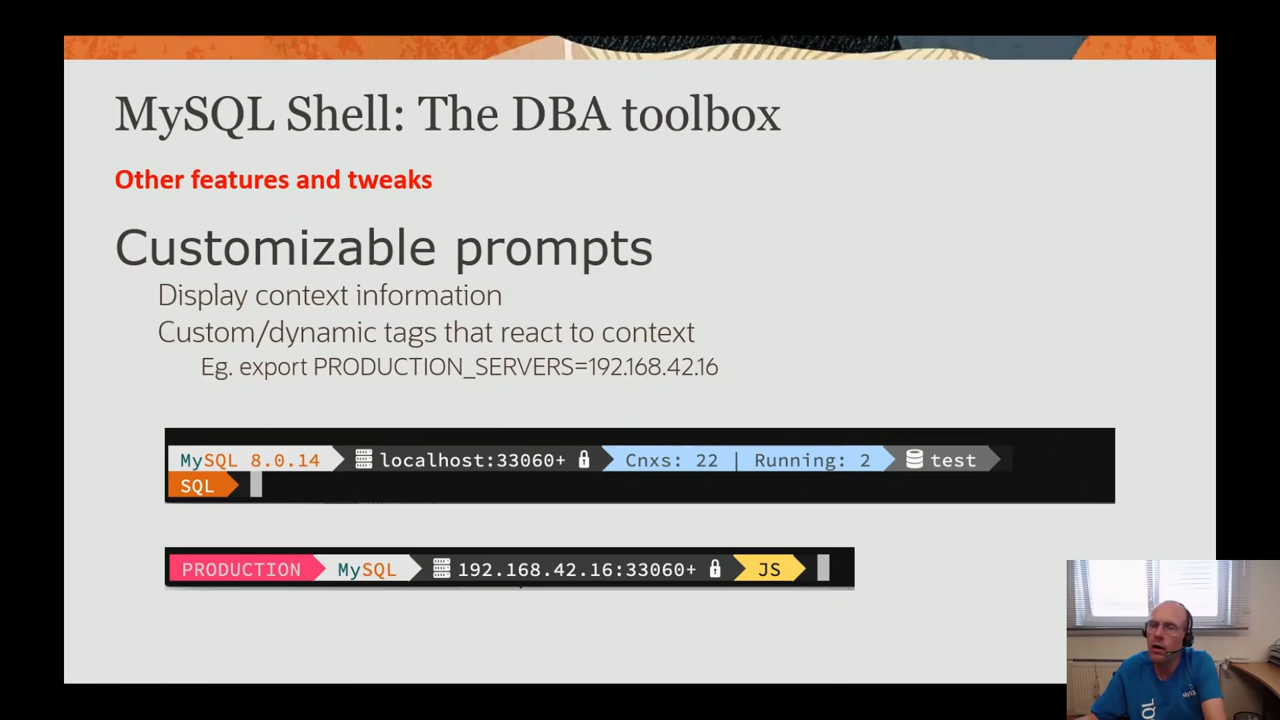 MySQL Shell: The DBA toolbox
Other features and tweaks
Customizable prompts
Display context information
Custom/dynamic tags that react to context
Eg. export PRODUCTION_SERVERS=192.168.42.16
MySQL 8.0.14 localhost:33060+ Cnxs: 22 | Running: 2 test
SQL
PRODUCTION MySQL 192.168.42.16:33060+ JS
MySQL